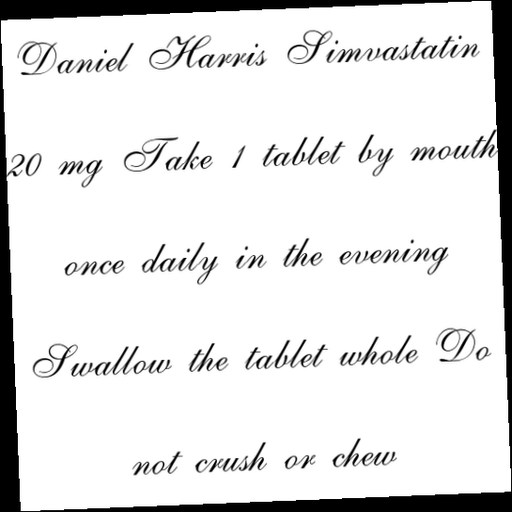 Daniel Harris Simvastatin
20 mg Take 1 tablet by mouth
once daily in the evening
Swallow the tablet whole Do
not crush or chew